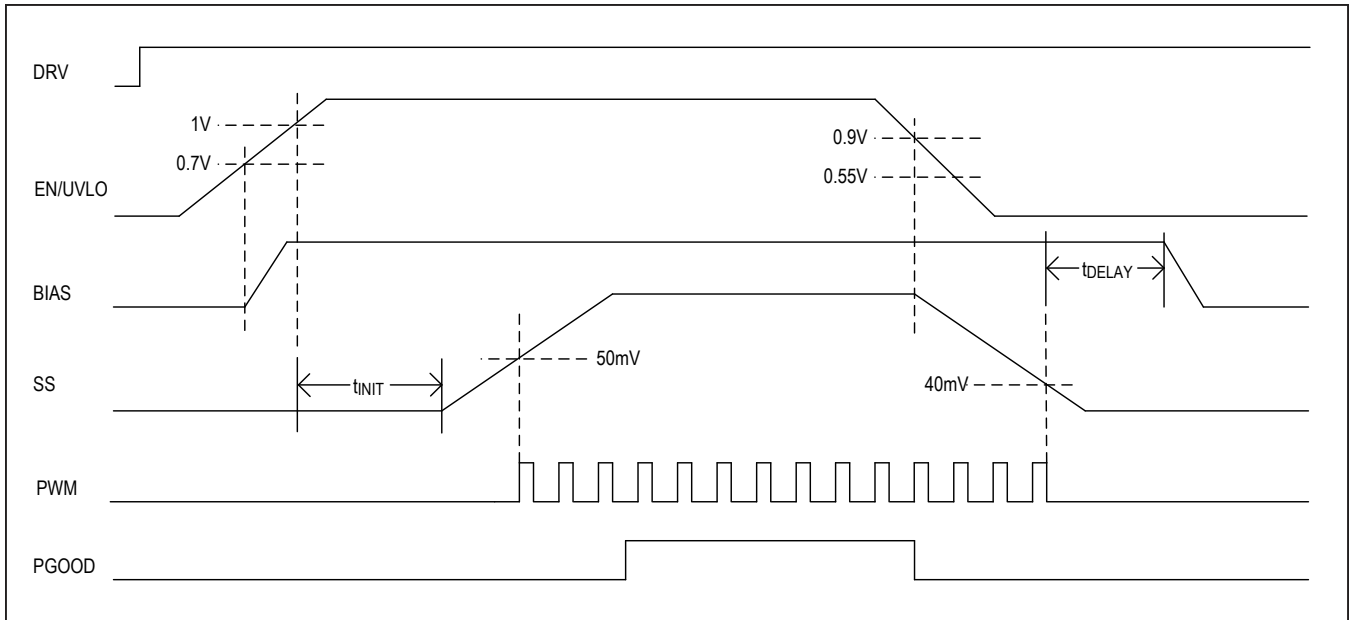 DRV
1V
0.7V
0.9V
0.55V
EN/UVLO
tDELAY
BIAS
50mV
SS
tINIT
40mV
PWM
PGOOD